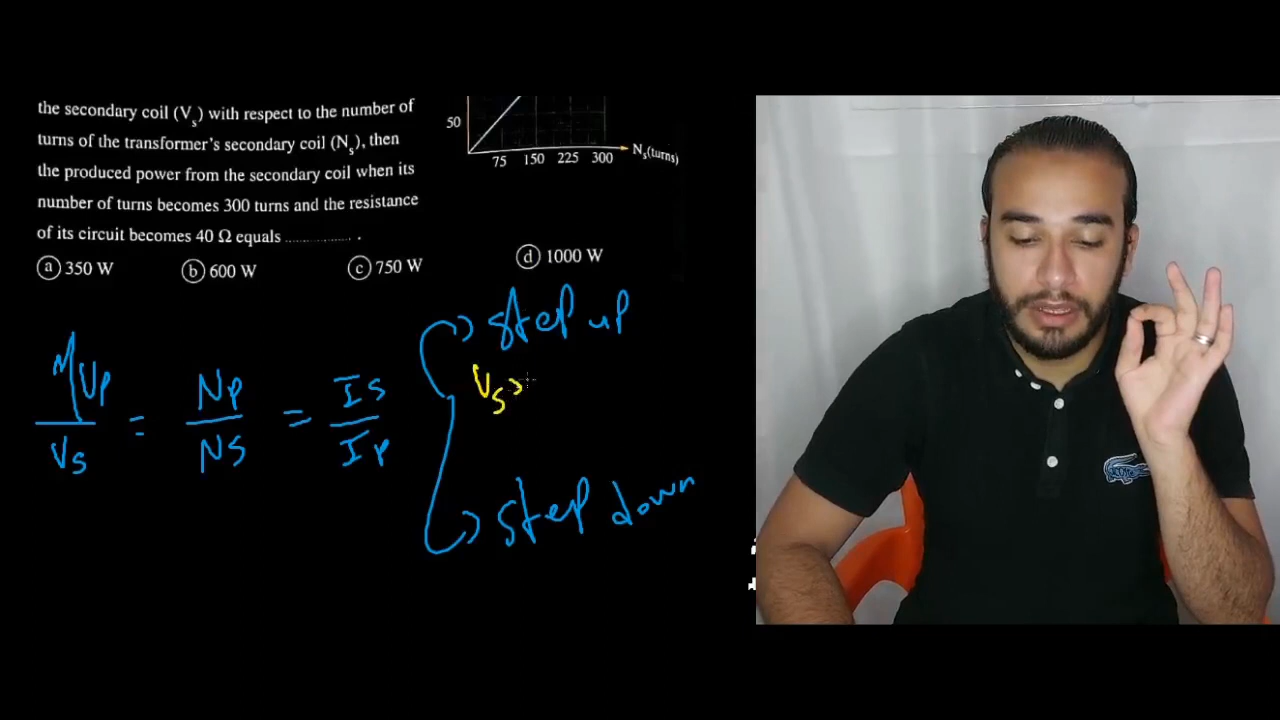 the secondary coil (Vs) with respect to the number of
turns of the transformer's secondary coil (Ns), then
the produced power from the secondary coil when its
number of turns becomes 300 turns and the resistance
of its circuit becomes 40 Ω equals .................. .
50
75 150 225 300 Ns(turns)
a 350 W b 600 W c 750 W d 1000 W
step up
ηVP/Vs = NP/NS = Is/IP
Vs >
step down